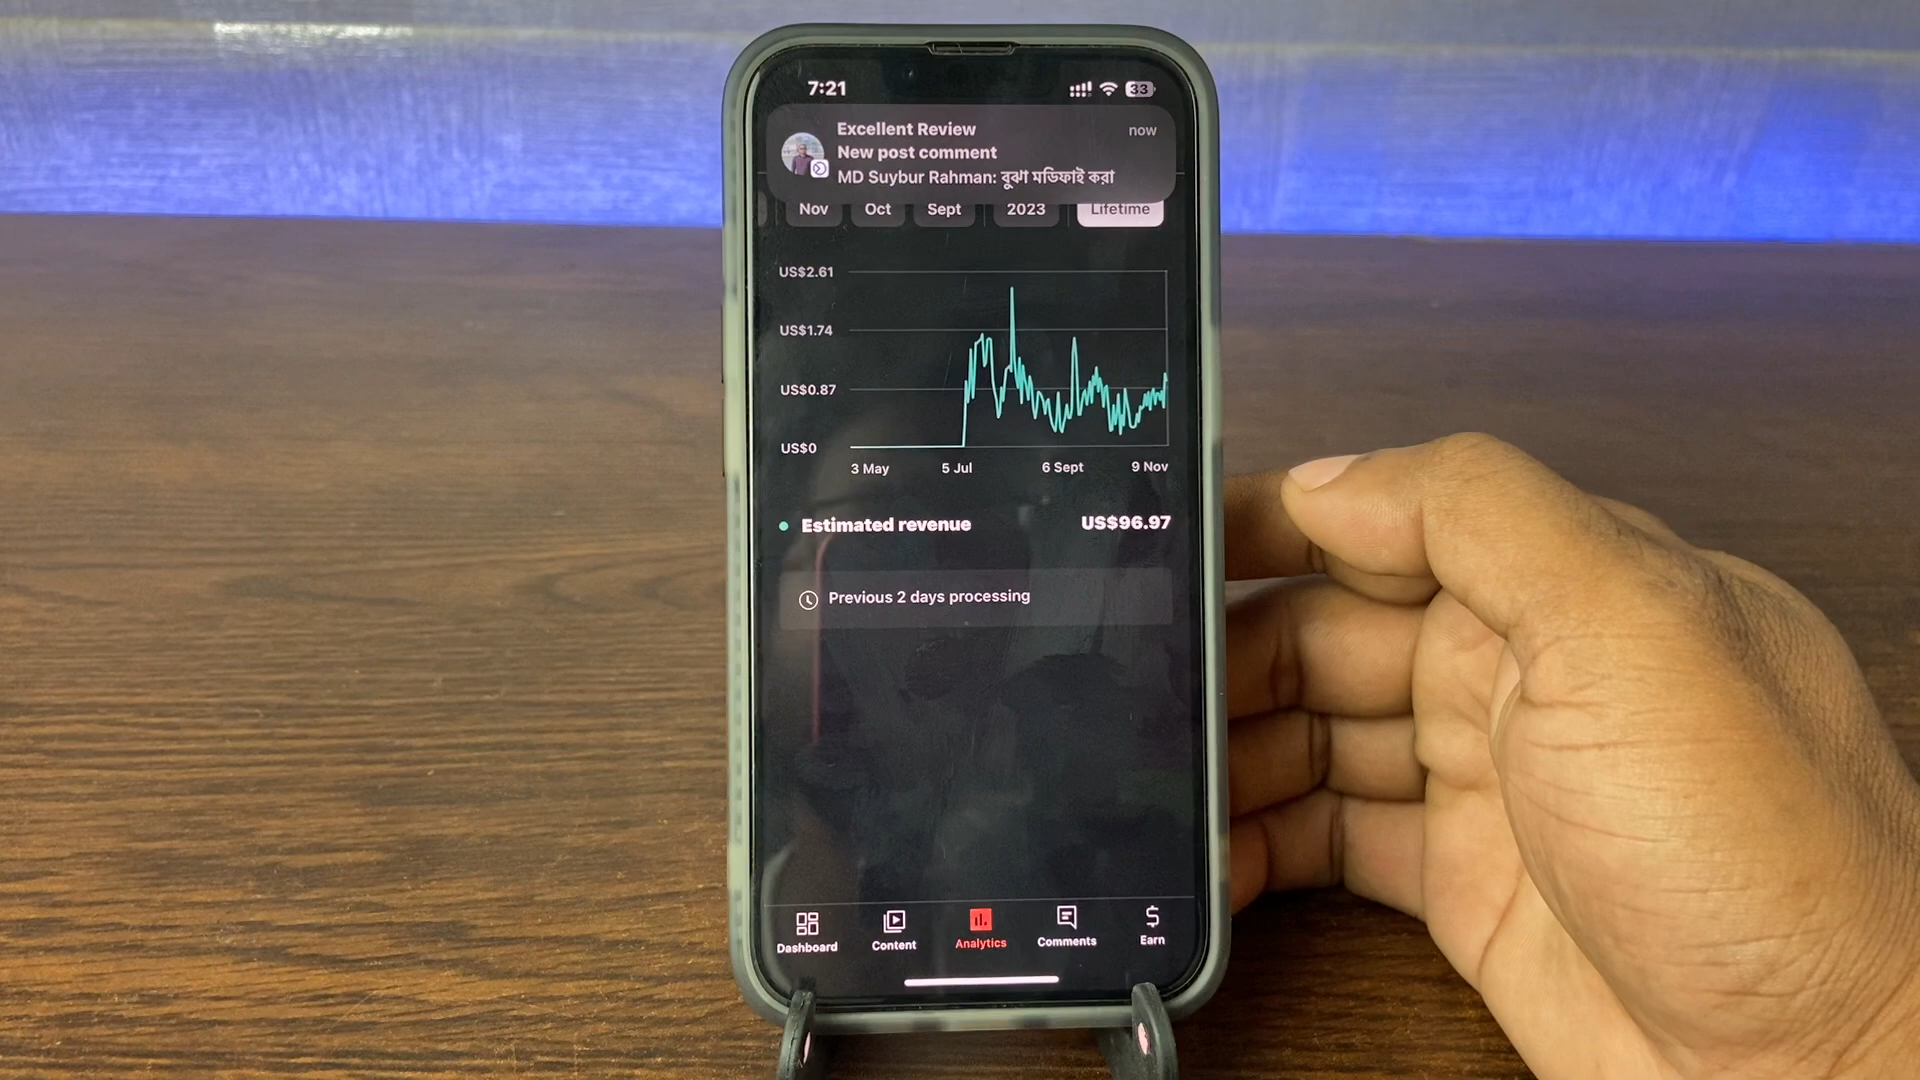 7:21
33
Excellent Review
now
New post comment
MD Suybur Rahman: বুঝা মডিফাই করা
Nov
Oct
Sept
2023
Lifetime
US$2.61
US$1.74
US$0.87
US$0
3 May
5 Jul
6 Sept
9 Nov
Estimated revenue
US$96.97
Previous 2 days processing
Dashboard
Content
Analytics
Comments
Earn